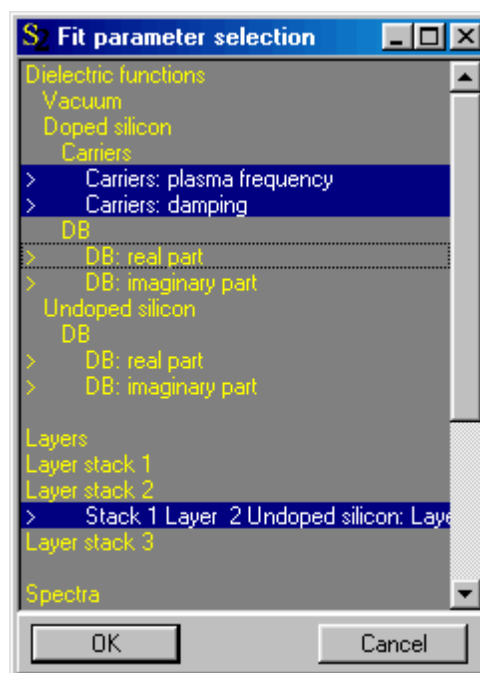 S2 Fit parameter selection
Dielectric functions
Vacuum
Doped silicon
Carriers
> Carriers: plasma frequency
> Carriers: damping
DB
> DB: real part
> DB: imaginary part
Undoped silicon
DB
> DB: real part
> DB: imaginary part
Layers
Layer stack 1
Layer stack 2
> Stack 1 Layer 2 Undoped silicon: Laye
Layer stack 3
Spectra
OK Cancel